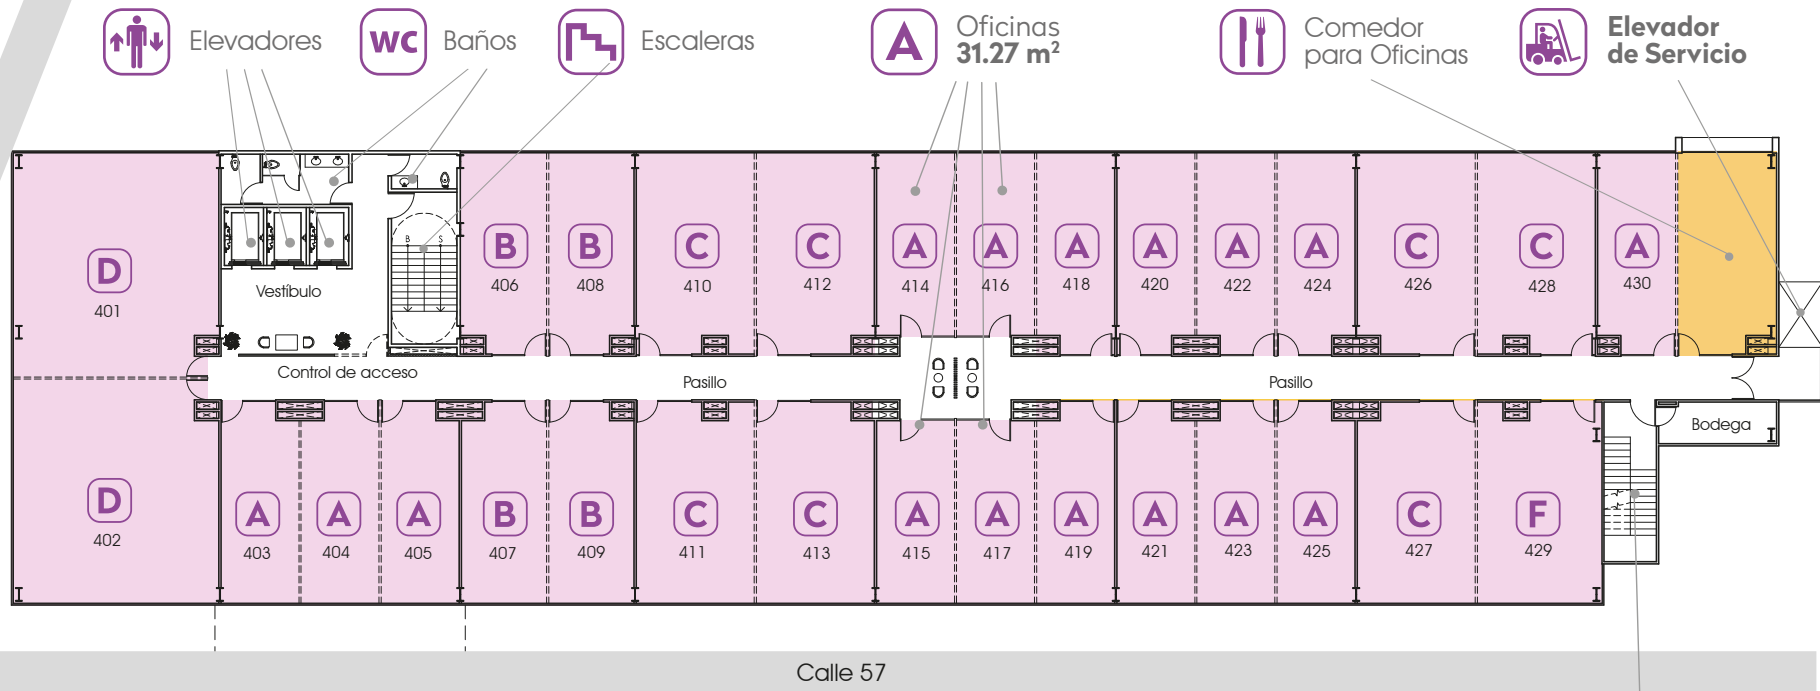 Elevadores
WC
Baños
Escaleras
A
Oficinas
31.27 m²
Comedor
para Oficinas
Elevador
de Servicio
D
401
Vestíbulo
B S
B
406
B
408
C
410
C
412
A
414
A
416
A
418
A
420
A
422
A
424
C
426
C
428
A
430
Control de acceso
Pasillo
Pasillo
Bodega
D
402
A
403
A
404
A
405
B
407
B
409
C
411
C
413
A
415
A
417
A
419
A
421
A
423
A
425
C
427
F
429
Calle 57